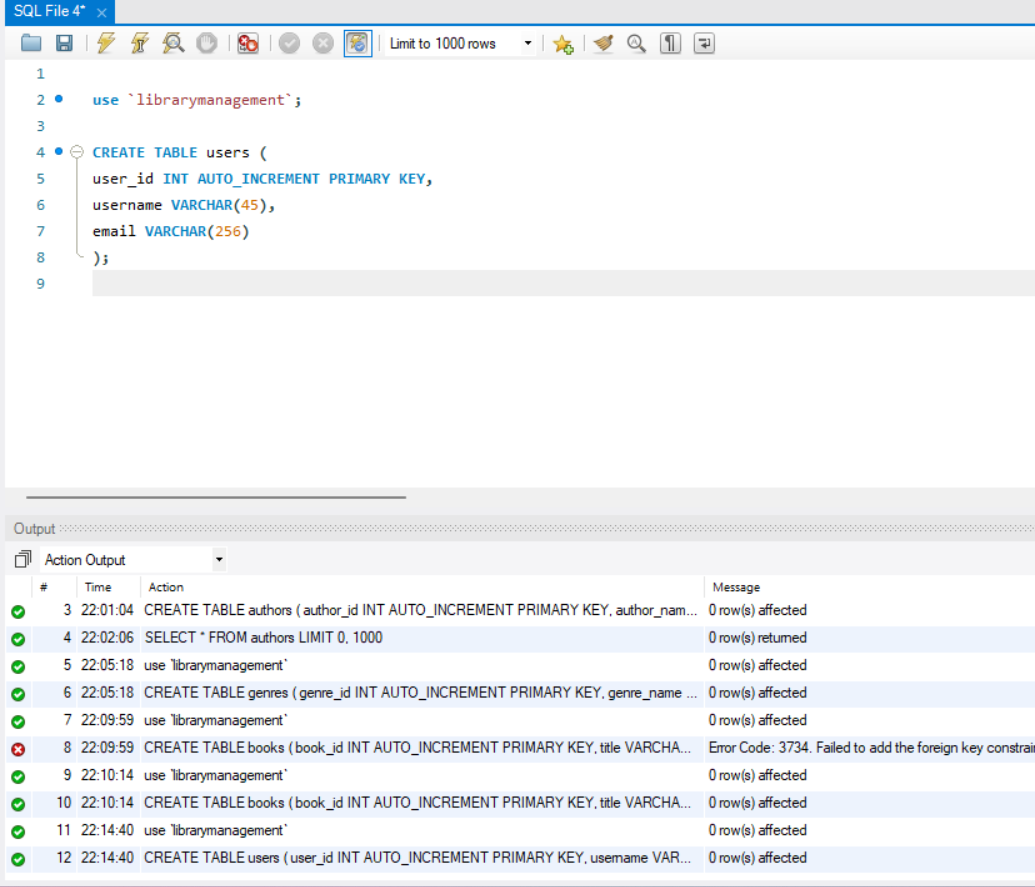 SQL File 4*
Limit to 1000 rows
1
2 use `librarymanagement`;
3
4 CREATE TABLE users (
5 user_id INT AUTO_INCREMENT PRIMARY KEY,
6 username VARCHAR(45),
7 email VARCHAR(256)
8 );
9
Output
Action Output
# Time Action Message
3 22:01:04 CREATE TABLE authors ( author_id INT AUTO_INCREMENT PRIMARY KEY, author_nam... 0 row(s) affected
4 22:02:06 SELECT * FROM authors LIMIT 0, 1000 0 row(s) returned
5 22:05:18 use `librarymanagement` 0 row(s) affected
6 22:05:18 CREATE TABLE genres ( genre_id INT AUTO_INCREMENT PRIMARY KEY, genre_name ... 0 row(s) affected
7 22:09:59 use `librarymanagement` 0 row(s) affected
8 22:09:59 CREATE TABLE books ( book_id INT AUTO_INCREMENT PRIMARY KEY, title VARCHA... Error Code: 3734. Failed to add the foreign key constrai
9 22:10:14 use `librarymanagement` 0 row(s) affected
10 22:10:14 CREATE TABLE books ( book_id INT AUTO_INCREMENT PRIMARY KEY, title VARCHA... 0 row(s) affected
11 22:14:40 use `librarymanagement` 0 row(s) affected
12 22:14:40 CREATE TABLE users ( user_id INT AUTO_INCREMENT PRIMARY KEY, username VAR... 0 row(s) affected